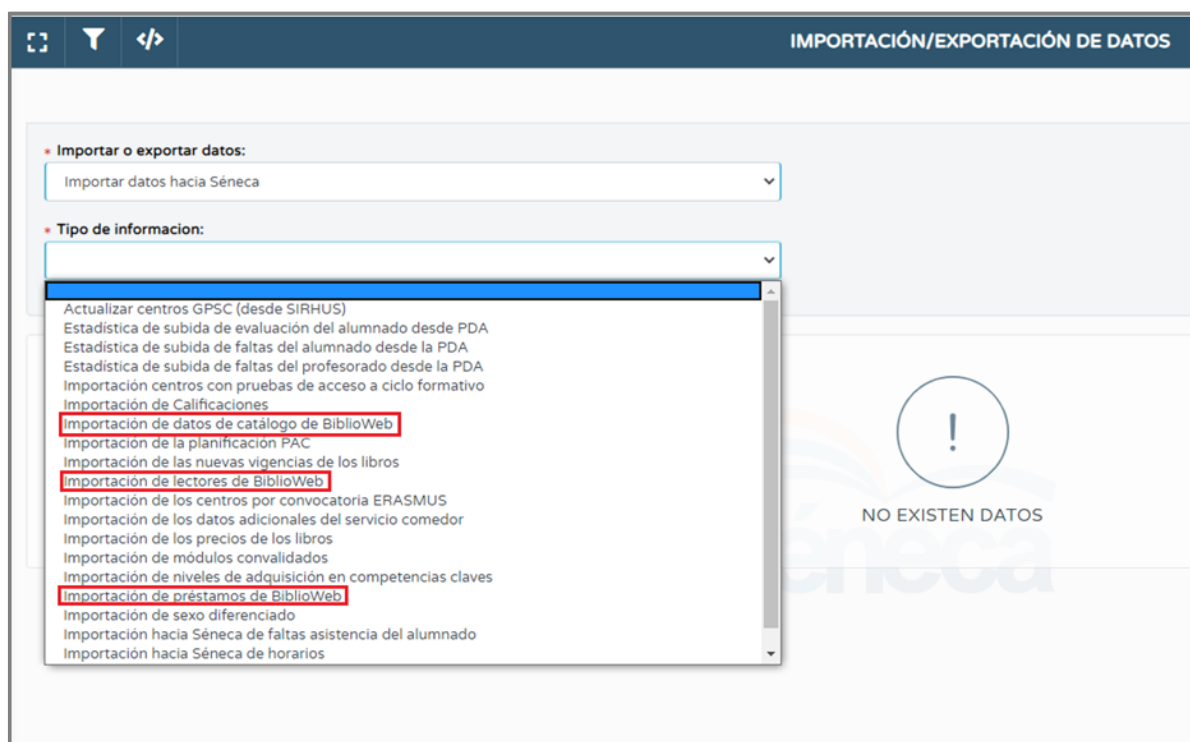 IMPORTACIÓN/EXPORTACIÓN DE DATOS
* Importar o exportar datos:
Importar datos hacia Séneca
* Tipo de informacion:
Actualizar centros GPSC (desde SIRHUS)
Estadística de subida de evaluación del alumnado desde PDA
Estadística de subida de faltas del alumnado desde la PDA
Estadística de subida de faltas del profesorado desde la PDA
Importación centros con pruebas de acceso a ciclo formativo
Importación de Calificaciones
Importación de datos de catálogo de BiblioWeb
Importación de la planificación PAC
Importación de las nuevas vigencias de los libros
Importación de lectores de BiblioWeb
Importación de los centros por convocatoria ERASMUS
Importación de los datos adicionales del servicio comedor
Importación de los precios de los libros
Importación de módulos convalidados
Importación de niveles de adquisición en competencias claves
Importación de préstamos de BiblioWeb
Importación de sexo diferenciado
Importación hacia Séneca de faltas asistencia del alumnado
Importación hacia Séneca de horarios
!
NO EXISTEN DATOS
éneca